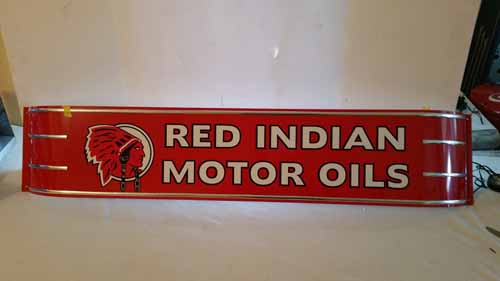 RED INDIAN
MOTOR OILS